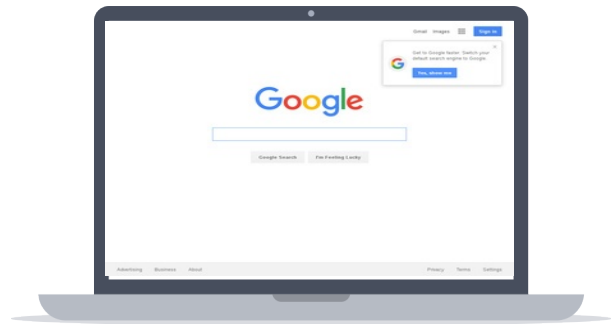 Gmail Images Sign in
Get to Google faster. Switch your
default search engine to Google.
Yes, show me
Google
Google Search I'm Feeling Lucky
Advertising Business About Privacy Terms Settings